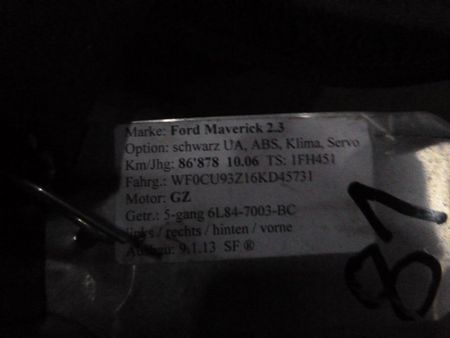 Marke: Ford Maverick 2.3
Option: schwarz UA, ABS, Klima, Servo
Km/Jhg: 86'878 10.06 TS: 1FH451
Fahrg.: WF0CU93Z16KD45731
Motor: GZ
Getr.: 5-gang 6L84-7003-BC
links / rechts / hinten / vorne
Ausbau: 9.1.13 SF ®
87